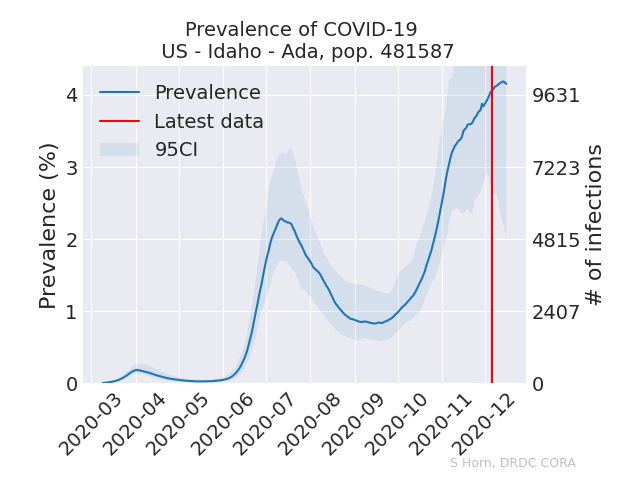 Prevalence of COVID-19
US - Idaho - Ada, pop. 481587
Prevalence
Latest data
95CI
Prevalence (%)
4
3
2
1
0
9631
7223
4815
2407
0
# of infections
2020-03
2020-04
2020-05
2020-06
2020-07
2020-08
2020-09
2020-10
2020-11
2020-12
S Horn, DRDC CORA